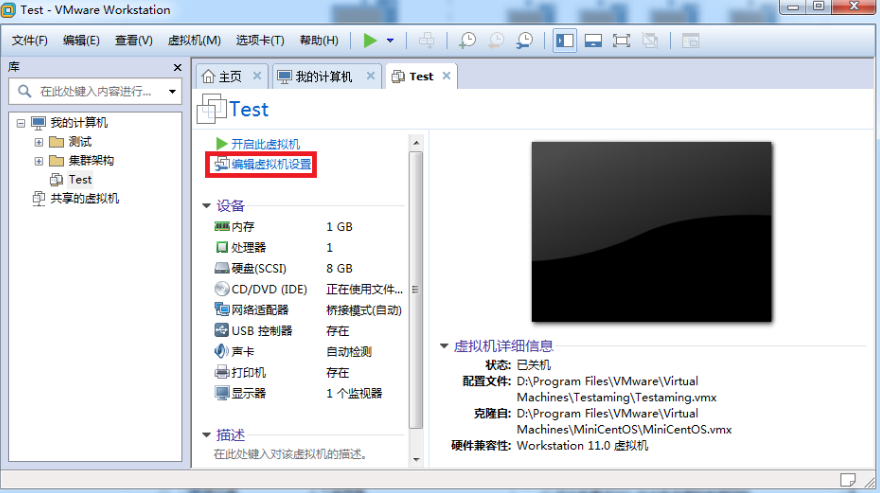 Test - VMware Workstation
文件(F) 编辑(E) 查看(V) 虚拟机(M) 选项卡(T) 帮助(H)
库
在此处键入内容进行...
我的计算机
测试
集群架构
Test
共享的虚拟机
主页 我的计算机 Test
Test
开启此虚拟机
编辑虚拟机设置
设备
内存 1 GB
处理器 1
硬盘(SCSI) 8 GB
CD/DVD (IDE) 正在使用文件...
网络适配器 桥接模式(自动)
USB 控制器 存在
声卡 自动检测
打印机 存在
显示器 1 个监视器
描述
在此处键入对该虚拟机的描述。
虚拟机详细信息
状态: 已关机
配置文件: D:\Program Files\VMware\Virtual
Machines\Testaming\Testaming.vmx
克隆自: D:\Program Files\VMware\Virtual
Machines\MiniCentOS\MiniCentOS.vmx
硬件兼容性: Workstation 11.0 虚拟机